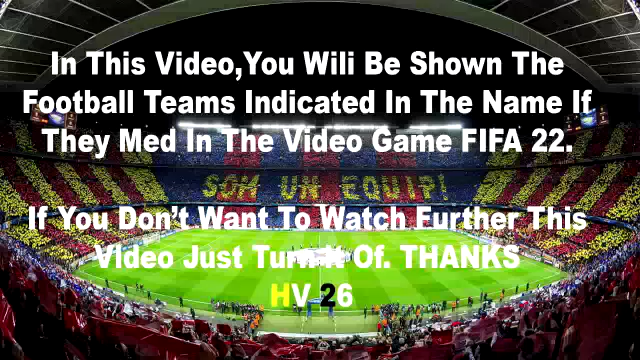 In This Video,You Wili Be Shown The
Football Teams Indicated In The Name If
They Med In The Video Game FIFA 22.
SOM UN EQUIP!
If You Don't Want To Watch Further This
Video Just Turn It Of. THANKS
HV 26